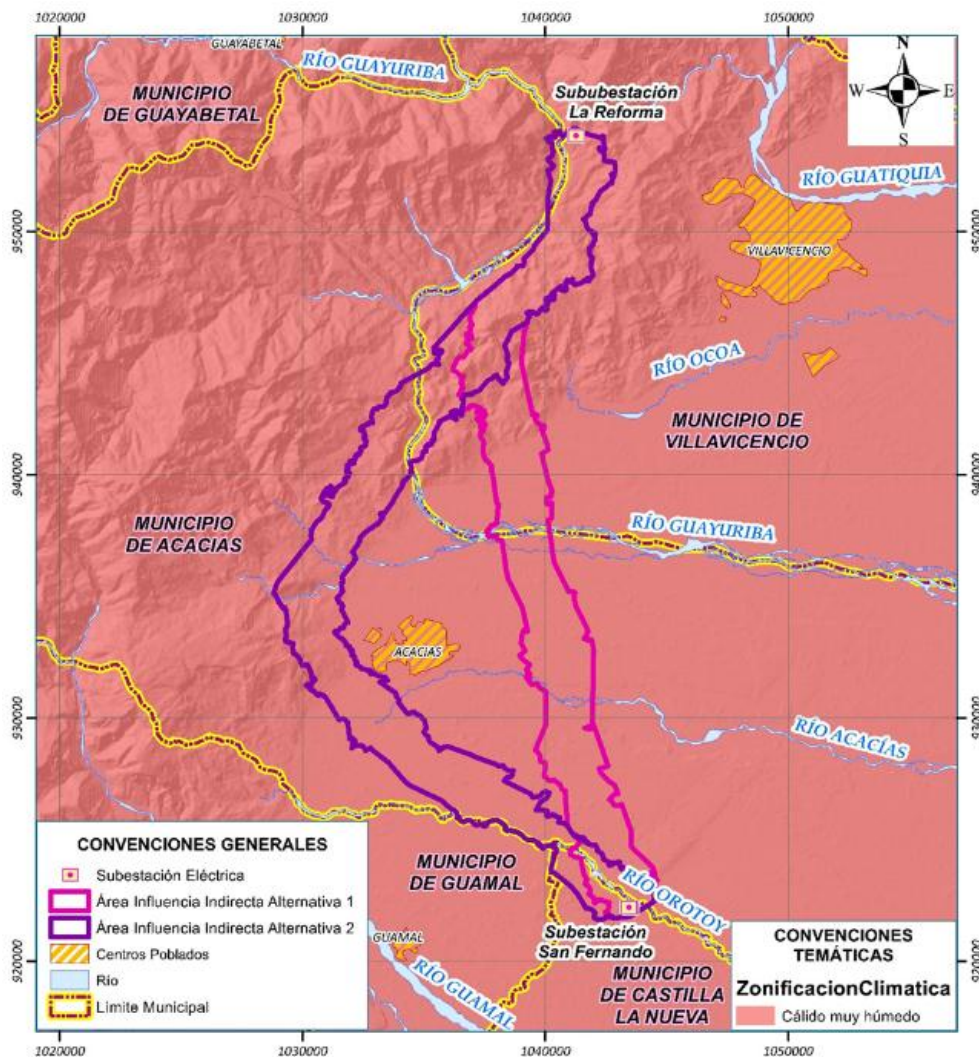 1020000
1030000
1040000
1050000
GUAYABETAL
RÍO GUAYURIBA
MUNICIPIO
DE GUAYABETAL
Sububestación
La Reforma
N
W
E
S
RÍO GUATIQUIA
950000
950000
VILLAVICENCIO
RÍO OCOA
MUNICIPIO DE
VILLAVICENCIO
940000
940000
MUNICIPIO
DE ACACIAS
RÍO GUAYURIBA
ACACIAS
930000
930000
RÍO ACACÍAS
MUNICIPIO
DE GUAMAL
RÍO OROTOY
GUAMAL
RÍO GUAMAL
Subestación
San Fernando
MUNICIPIO
DE CASTILLA
LA NUEVA
920000
920000
CONVENCIONES GENERALES
Subestación Eléctrica
Área Influencia Indirecta Alternativa 1
Área Influencia Indirecta Alternativa 2
Centros Poblados
Río
Límite Municipal
CONVENCIONES
TEMÁTICAS
ZonificacionClimatica
Cálido muy húmedo
1020000
1030000
1040000
1050000